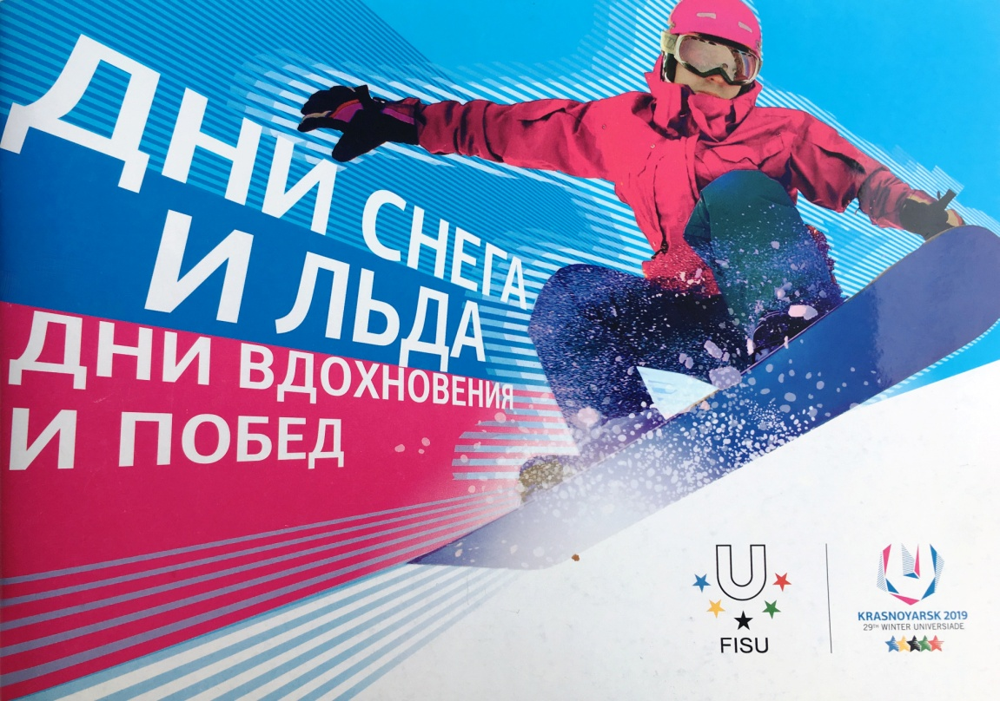 ДНИ СНЕГА
И ЛЬДА
ДНИ ВДОХНОВЕНИЯ
И ПОБЕД
U
FISU
KRASNOYARSK 2019
29TH WINTER UNIVERSIADE